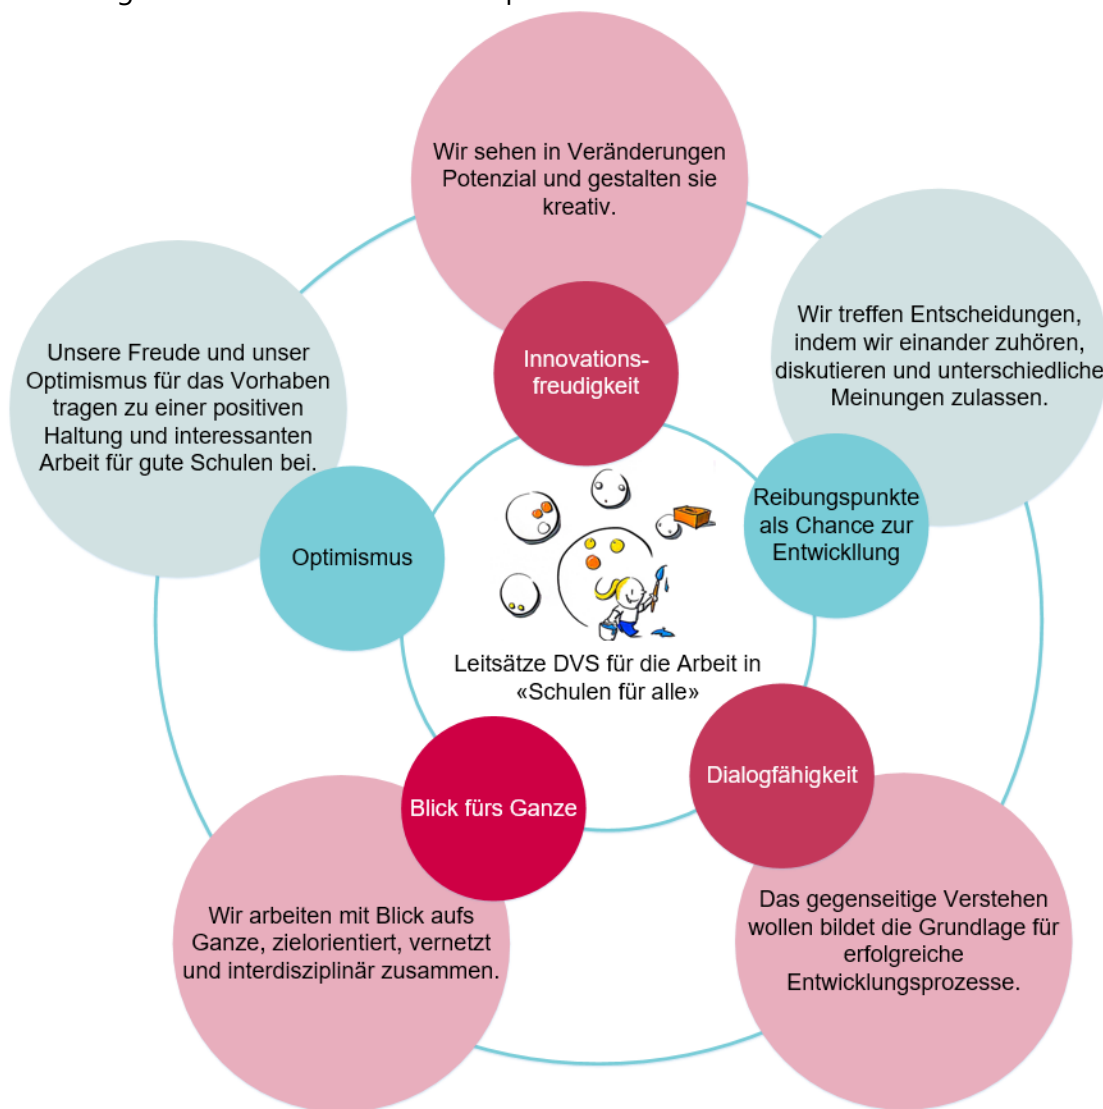 Wir sehen in Veränderungen
Potenzial und gestalten sie
kreativ.
Innovations-
freudigkeit
Wir treffen Entscheidungen,
indem wir einander zuhören,
diskutieren und unterschiedliche
Meinungen zulassen.
Reibungspunkte
als Chance zur
Entwickllung
Unsere Freude und unser
Optimismus für das Vorhaben
tragen zu einer positiven
Haltung und interessanten
Arbeit für gute Schulen bei.
Optimismus
Leitsätze DVS für die Arbeit in
«Schulen für alle»
Dialogfähigkeit
Das gegenseitige Verstehen
wollen bildet die Grundlage für
erfolgreiche
Entwicklungsprozesse.
Blick fürs Ganze
Wir arbeiten mit Blick aufs
Ganze, zielorientiert, vernetzt
und interdisziplinär zusammen.